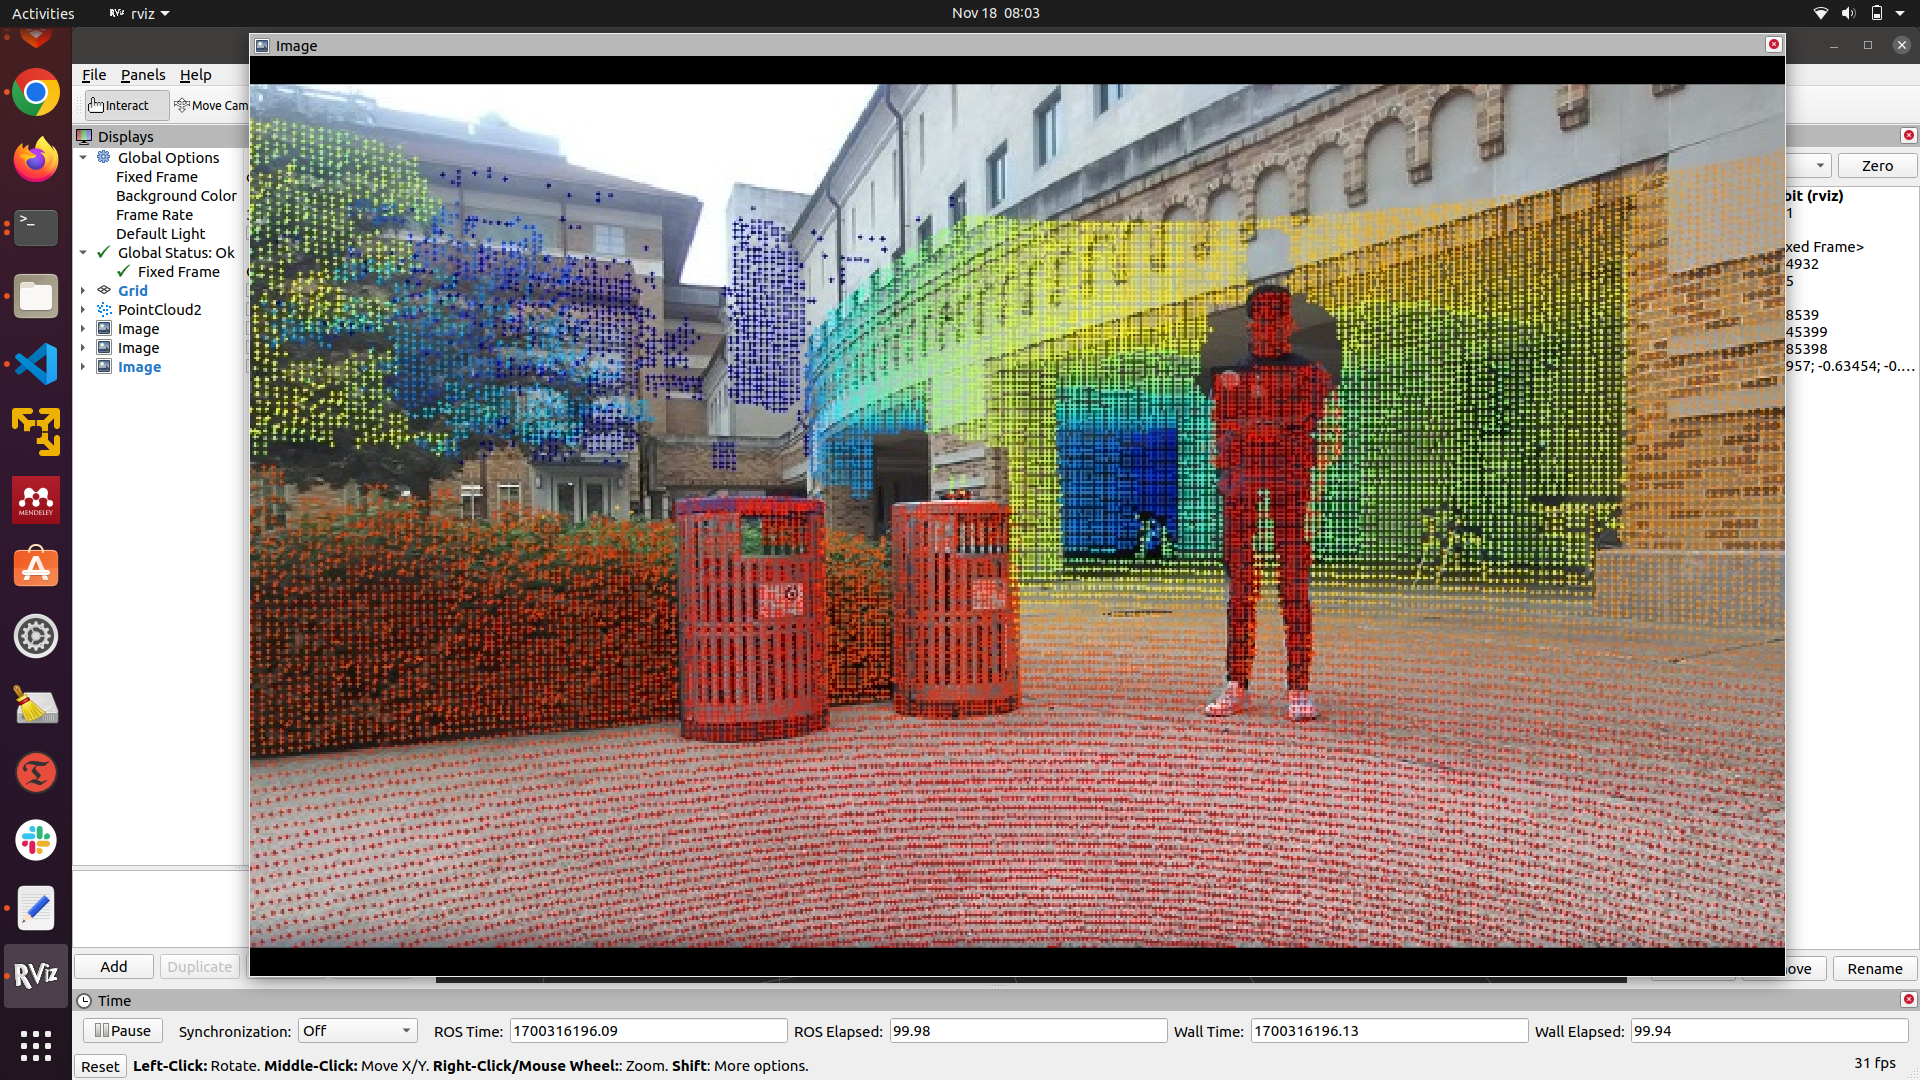 Activities
RViz rviz
Nov 18 08:03
Image
File Panels Help
Interact
Move Cam
Displays
Global Options
Fixed Frame
Background Color
Frame Rate
Default Light
Global Status: Ok
Fixed Frame
Grid
PointCloud2
Image
Image
Image
Zero
bit (rviz)
1
xed Frame>
4932
5
8539
45399
85398
957; -0.63454; -0.…
MENDELEY
RViz
Add
Duplicate
ove
Rename
Time
Pause
Synchronization: Off
ROS Time: 1700316196.09
ROS Elapsed: 99.98
Wall Time: 1700316196.13
Wall Elapsed: 99.94
Reset
Left-Click: Rotate. Middle-Click: Move X/Y. Right-Click/Mouse Wheel:: Zoom. Shift: More options.
31 fps